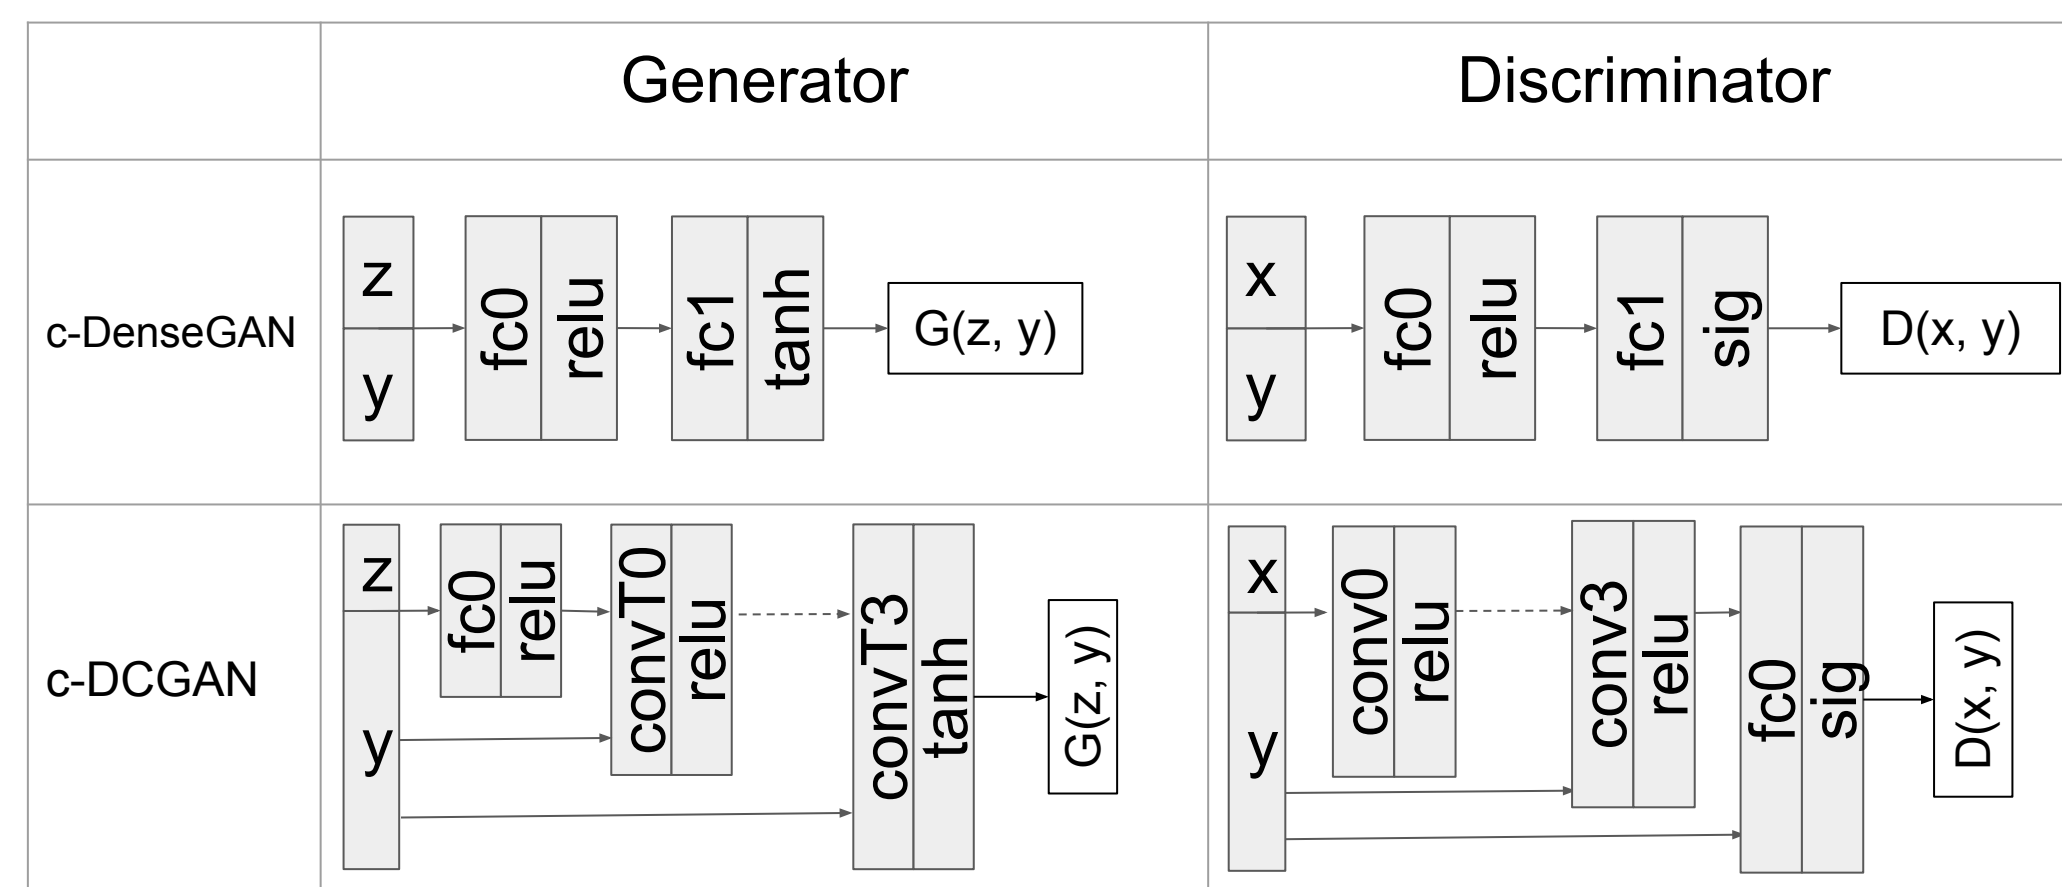 Generator
Discriminator
c-DenseGAN
z
y
fc0
relu
fc1
tanh
G(z, y)
x
y
fc0
relu
fc1
sig
D(x, y)
c-DCGAN
z
y
fc0
relu
convT0
relu
convT3
tanh
G(z, y)
x
y
conv0
relu
conv3
relu
fc0
sig
D(x, y)